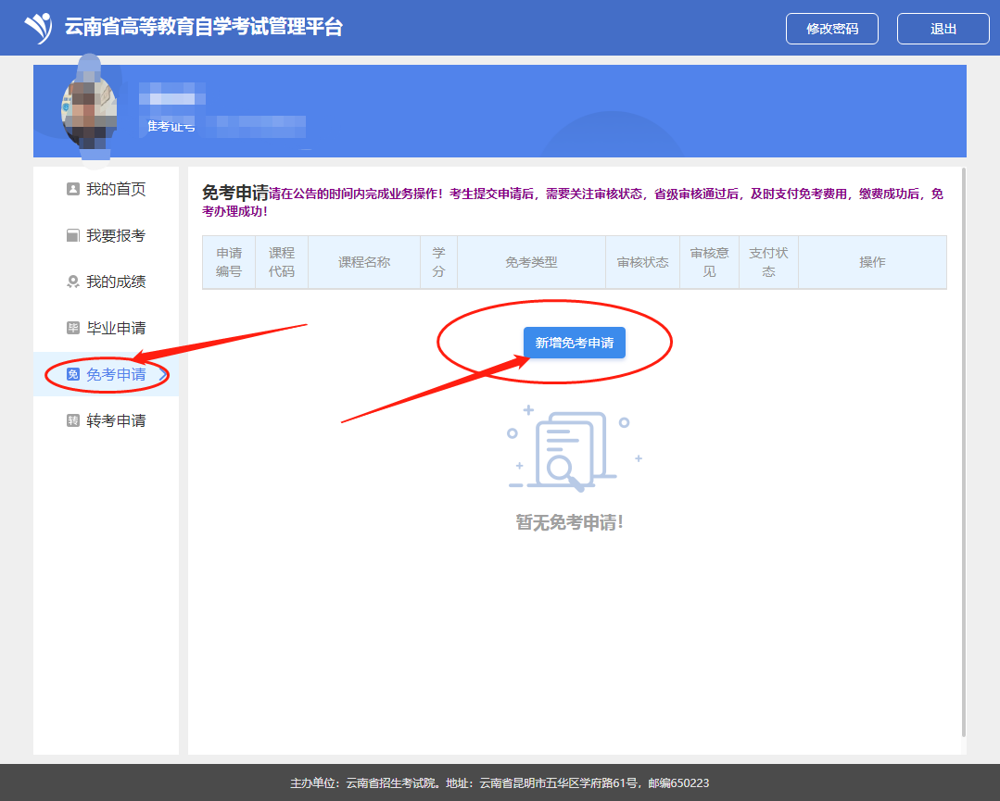 云南省高等教育自学考试管理平台
修改密码
退出
准考证号
我的首页
我要报考
我的成绩
毕 毕业申请
免 免考申请
转 转考申请
免考申请请在公告的时间内完成业务操作！考生提交申请后，需要关注审核状态，省级审核通过后，及时支付免考费用，缴费成功后，免
考办理成功！
申请编号 课程代码 课程名称 学分 免考类型 审核状态 审核意见 支付状态 操作
新增免考申请
暂无免考申请！
主办单位：云南省招生考试院。地址：云南省昆明市五华区学府路61号，邮编650223